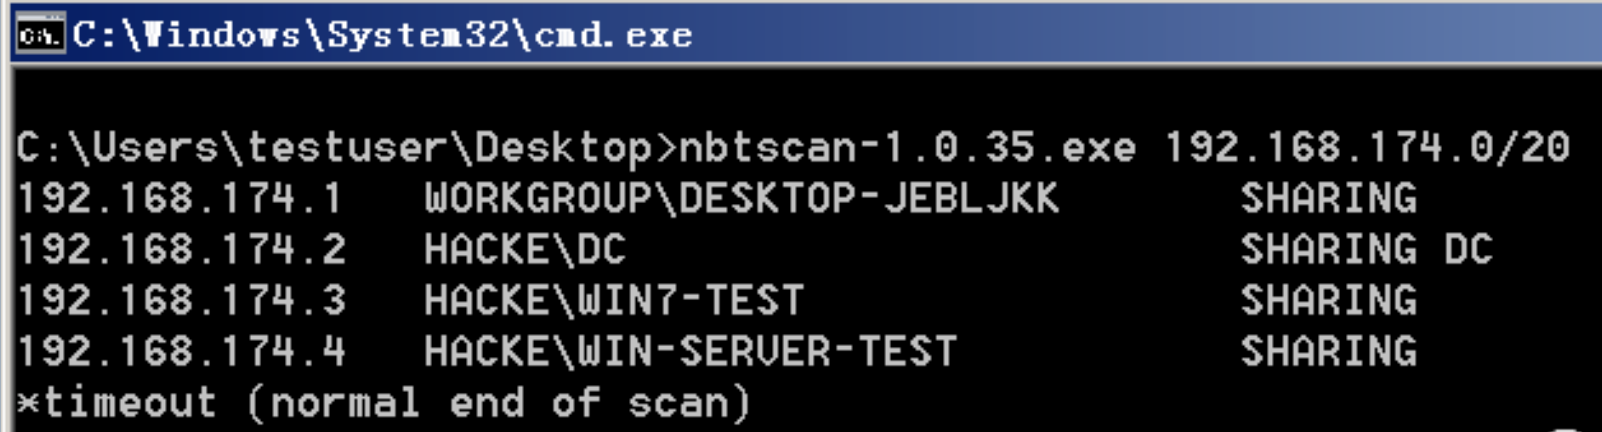 C:\Windows\System32\cmd.exe
C:\Users\testuser\Desktop>nbtscan-1.0.35.exe 192.168.174.0/20
192.168.174.1 WORKGROUP\DESKTOP-JEBLJKK SHARING
192.168.174.2 HACKE\DC SHARING DC
192.168.174.3 HACKE\WIN7-TEST SHARING
192.168.174.4 HACKE\WIN-SERVER-TEST SHARING
*timeout (normal end of scan)